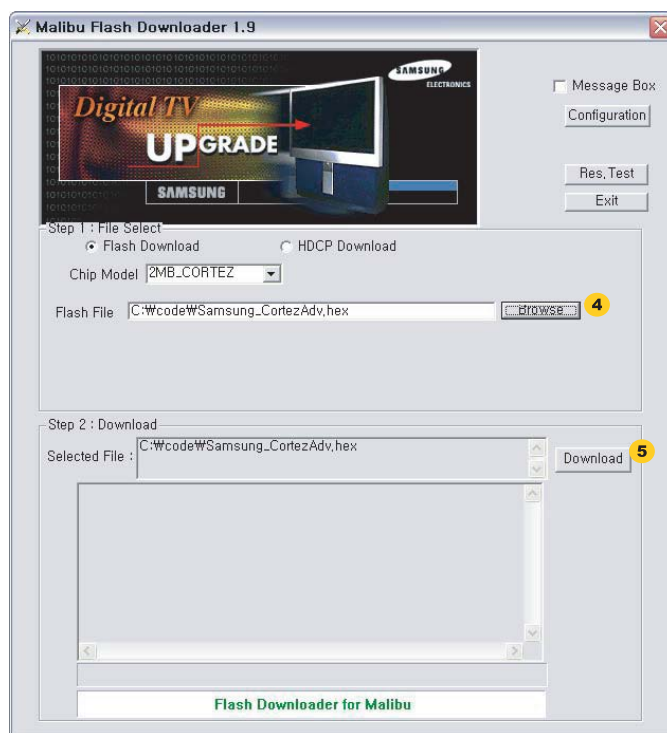 Malibu Flash Downloader 1.9
SAMSUNG
ELECTRONICS
Digital TV
UPGRADE
SAMSUNG
Message Box
Configuration
Res, Test
Exit
Step 1 : File Select
Flash Download
HDCP Download
Chip Model
2MB_CORTEZ
Flash File
C:₩code₩Samsung_CortezAdv,hex
Browse
4
Step 2 : Download
Selected File :
C:₩code₩Samsung_CortezAdv,hex
Download
5
Flash Downloader for Malibu